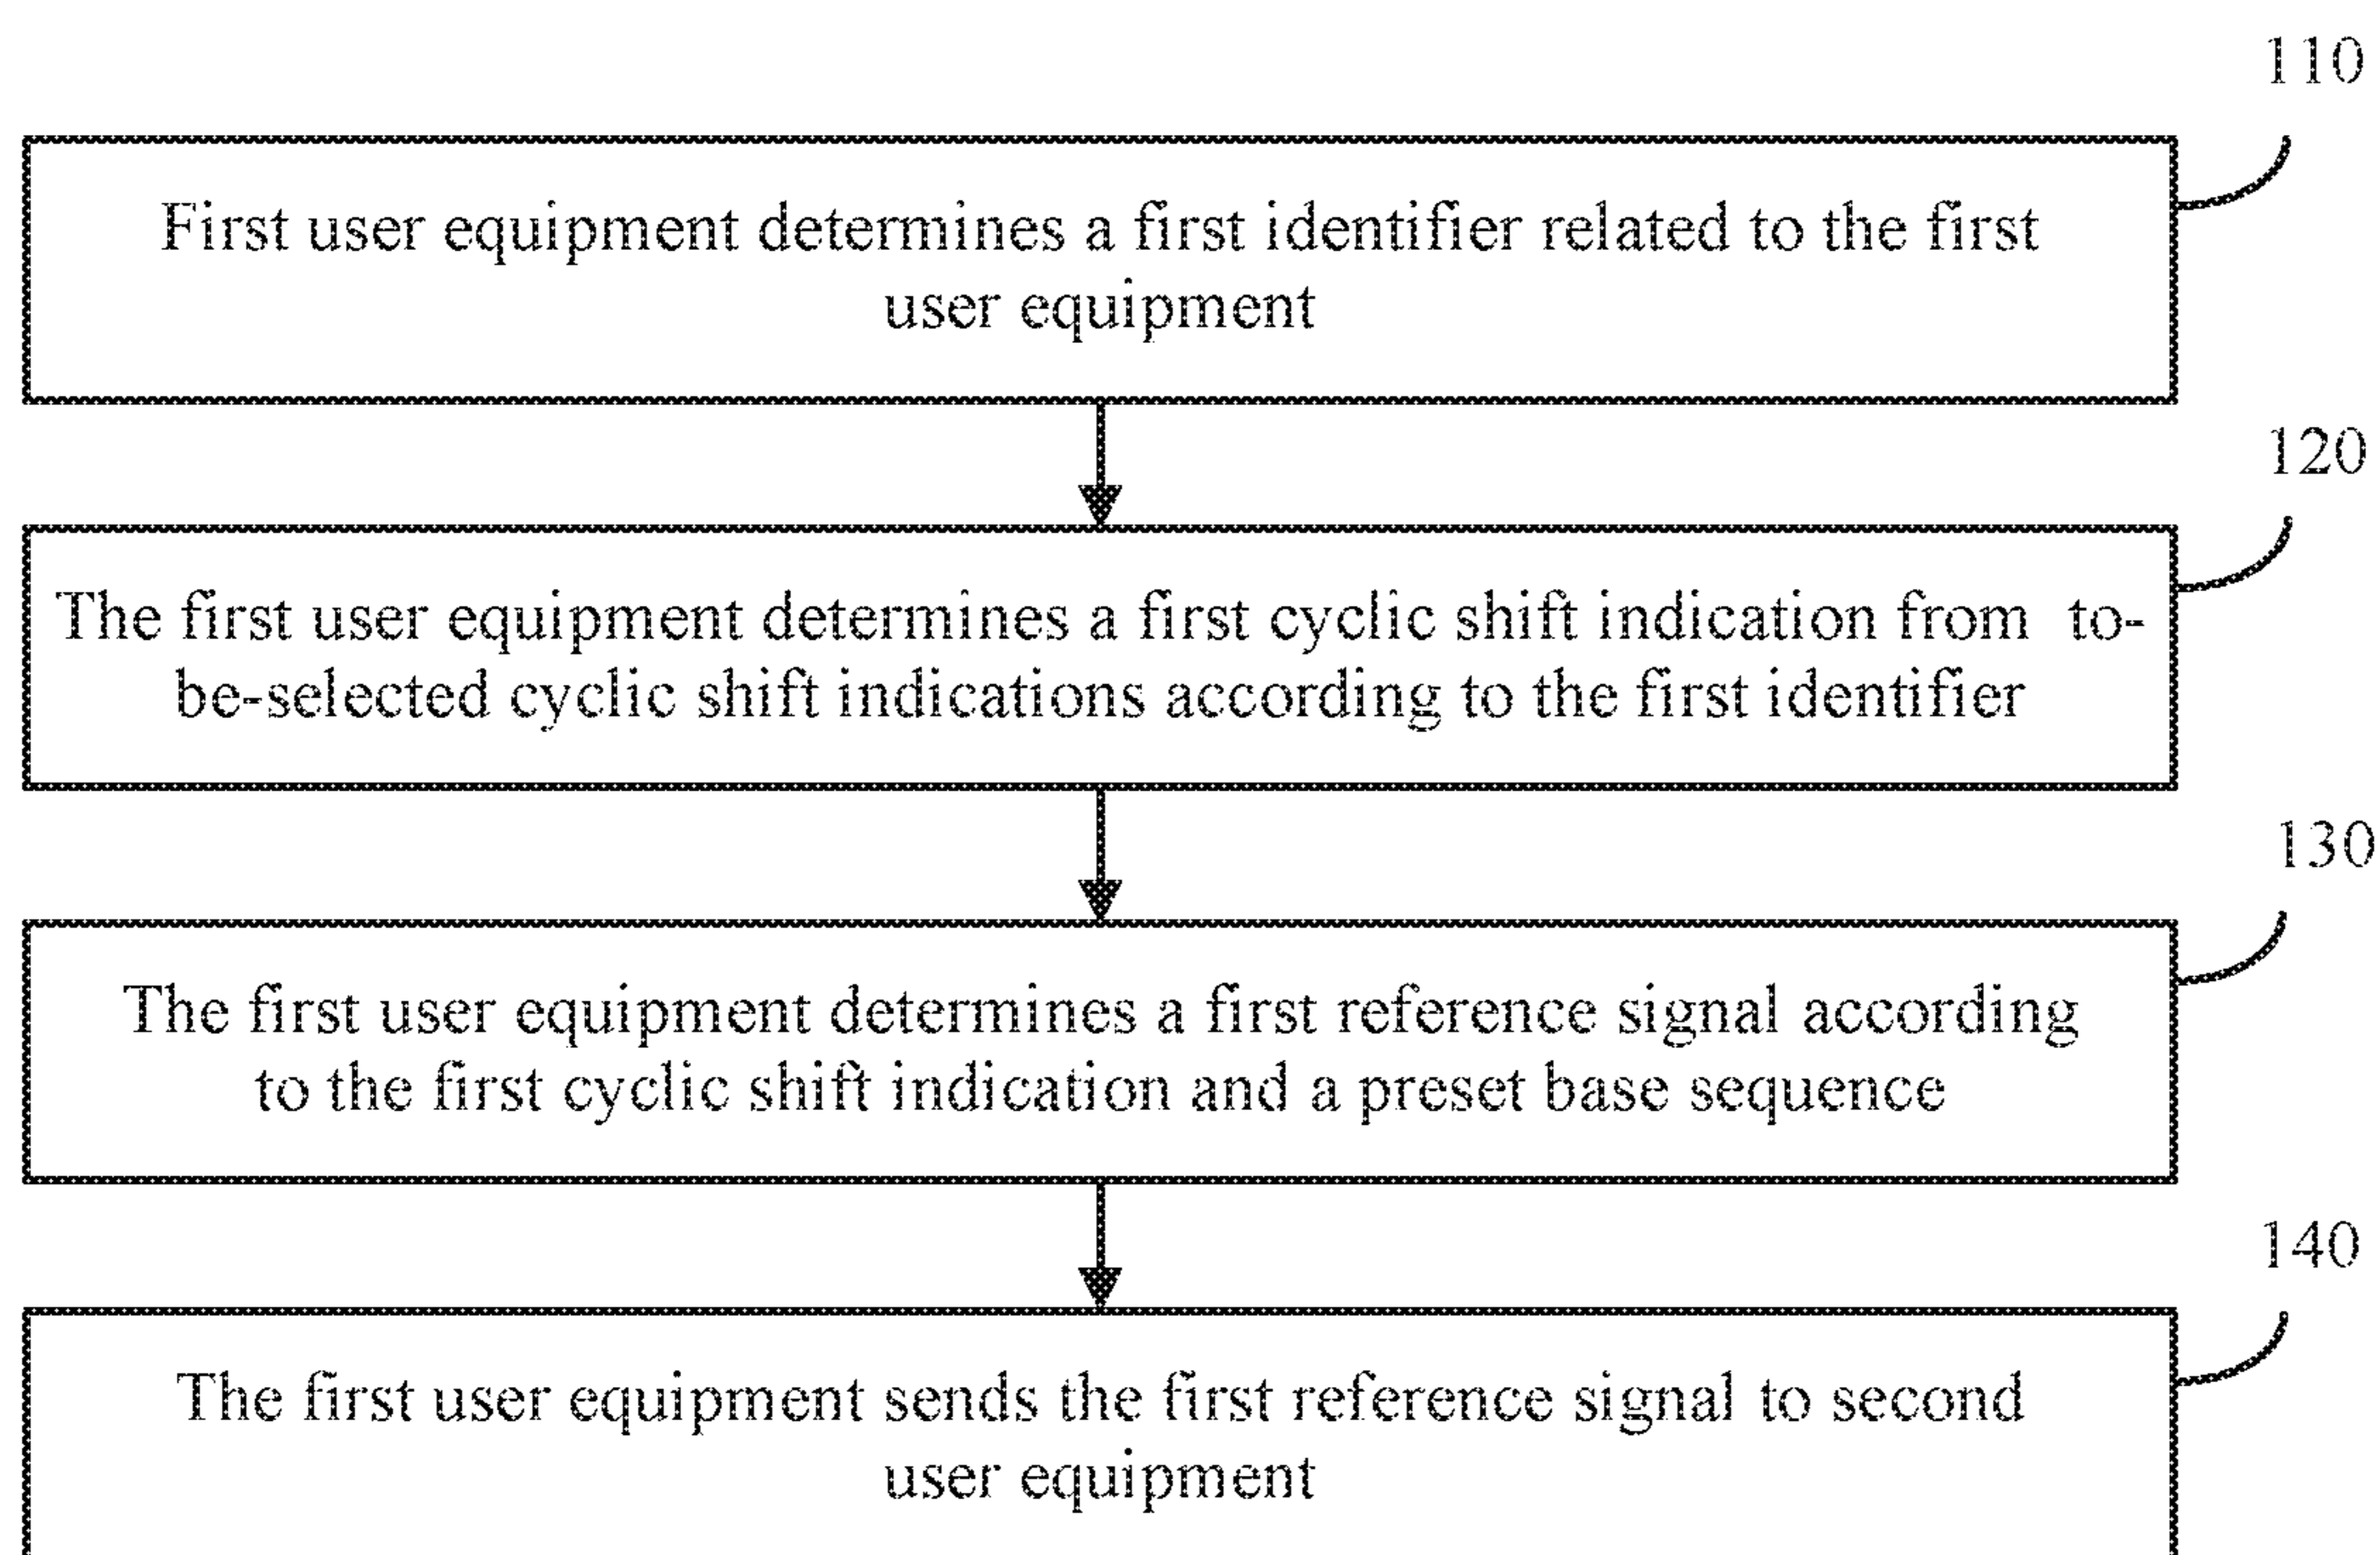 110
First user equipment determines a first identifier related to the first
user equipment
120
The first user equipment determines a first cyclic shift indication from to-
be-selected cyclic shift indications according to the first identifier
130
The first user equipment determines a first reference signal according
to the first cyclic shift indication and a preset base sequence
140
The first user equipment sends the first reference signal to second
user equipment